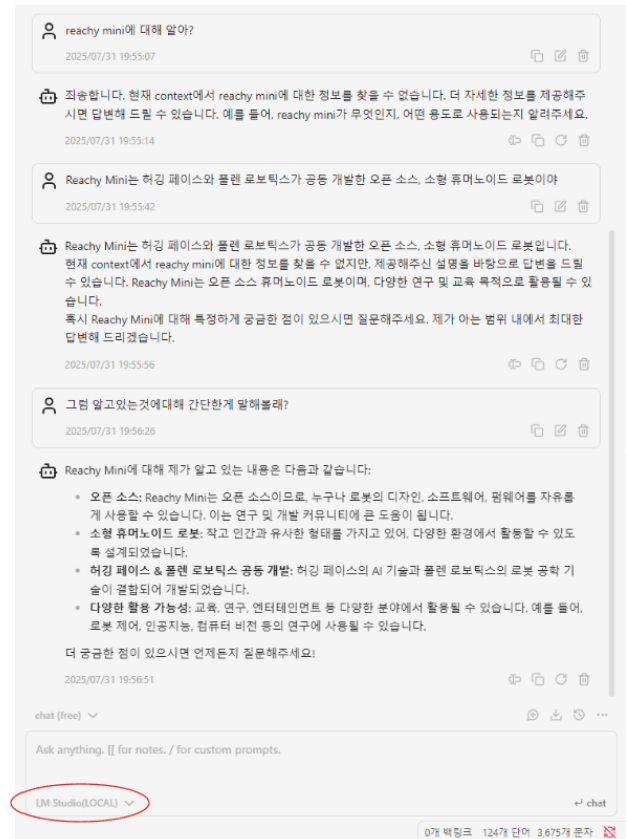 reachy mini에 대해 알아?
2025/07/31 19:55:07
죄송합니다. 현재 context에서 reachy mini에 대한 정보를 찾을 수 없습니다. 더 자세한 정보를 제공해주
시면 답변해 드릴 수 있습니다. 예를 들어, reachy mini가 무엇인지, 어떤 용도로 사용되는지 알려주세요.
2025/07/31 19:55:14
Reachy Mini는 허깅 페이스와 폴렌 로보틱스가 공동 개발한 오픈 소스, 소형 휴머노이드 로봇이야
2025/07/31 19:55:42
Reachy Mini는 허깅 페이스와 폴렌 로보틱스가 공동 개발한 오픈 소스, 소형 휴머노이드 로봇입니다.
현재 context에서 reachy mini에 대한 정보를 찾을 수 없지만, 제공해주신 설명을 바탕으로 답변을 드릴
수 있습니다. Reachy Mini는 오픈 소스 휴머노이드 로봇이며, 다양한 연구 및 교육 목적으로 활용될 수 있
습니다.
혹시 Reachy Mini에 대해 특정하게 궁금한 점이 있으시면 질문해주세요. 제가 아는 범위 내에서 최대한
답변해 드리겠습니다.
2025/07/31 19:55:56
그럼 알고있는것에대해 간단한게 말해볼래?
2025/07/31 19:56:26
Reachy Mini에 대해 제가 알고 있는 내용은 다음과 같습니다:
• 오픈 소스: Reachy Mini는 오픈 소스이므로, 누구나 로봇의 디자인, 소프트웨어, 펌웨어를 자유롭
게 사용할 수 있습니다. 이는 연구 및 개발 커뮤니티에 큰 도움이 됩니다.
• 소형 휴머노이드 로봇: 작고 인간과 유사한 형태를 가지고 있어, 다양한 환경에서 활동할 수 있도
록 설계되었습니다.
• 허깅 페이스 & 폴렌 로보틱스 공동 개발: 허깅 페이스의 AI 기술과 폴렌 로보틱스의 로봇 공학 기
술이 결합되어 개발되었습니다.
• 다양한 활용 가능성: 교육, 연구, 엔터테인먼트 등 다양한 분야에서 활용될 수 있습니다. 예를 들어,
로봇 제어, 인공지능, 컴퓨터 비전 등의 연구에 사용될 수 있습니다.
더 궁금한 점이 있으시면 언제든지 질문해주세요!
2025/07/31 19:56:51
chat (free)
Ask anything. [[ for notes. / for custom prompts.
LM Studio(LOCAL)
↵ chat
0개 백링크 124개 단어 3,675개 문자